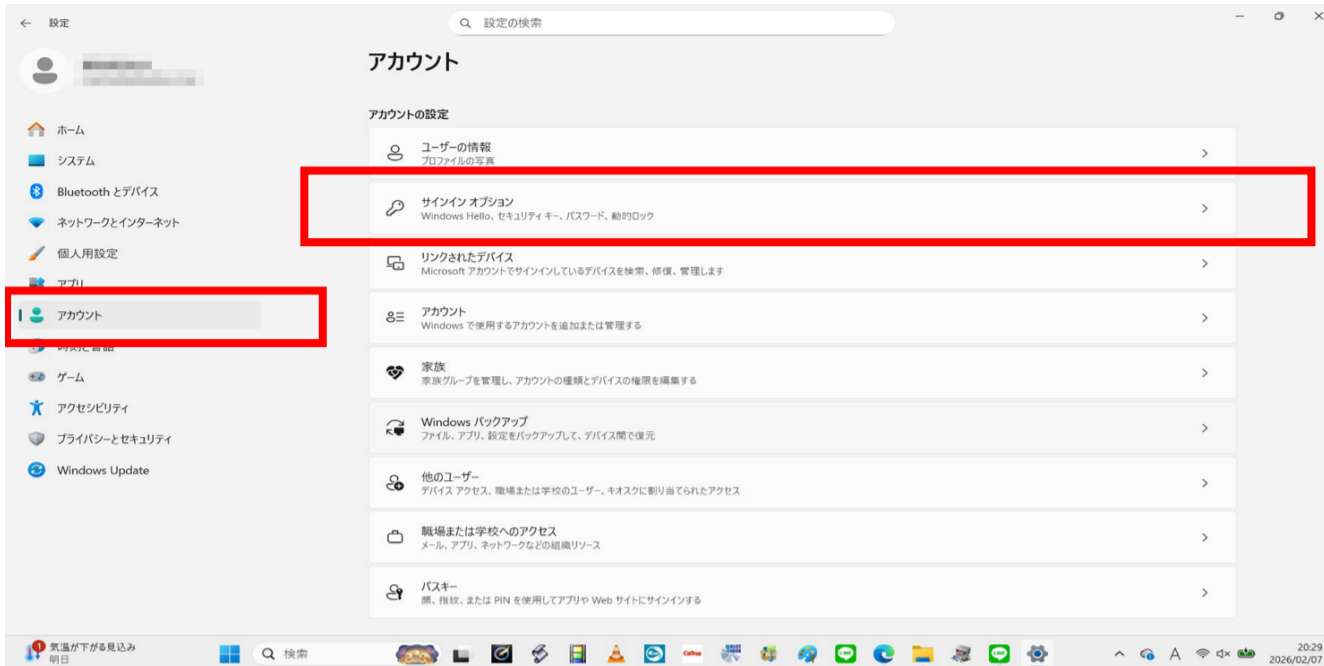 設定
設定の検索
アカウント
アカウントの設定
ホーム
システム
Bluetooth とデバイス
ネットワークとインターネット
個人用設定
アプリ
アカウント
時刻と言語
ゲーム
アクセシビリティ
プライバシーとセキュリティ
Windows Update
ユーザーの情報
プロファイルの写真
サインイン オプション
Windows Hello、セキュリティ キー、パスワード、動的ロック
リンクされたデバイス
Microsoft アカウントでサインインしているデバイスを検索、修復、管理します
アカウント
Windows で使用するアカウントを追加または管理する
家族
家族グループを管理し、アカウントの種類とデバイスの権限を編集する
Windows バックアップ
ファイル、アプリ、設定をバックアップして、デバイス間で復元
他のユーザー
デバイス アクセス、職場または学校のユーザー、キオスクに割り当てられたアクセス
職場または学校へのアクセス
メール、アプリ、ネットワークなどの組織リソース
パスキー
顔、指紋、または PIN を使用してアプリや Web サイトにサインインする
1
気温が下がる見込み
明日
検索
A
20:29
2026/02/07